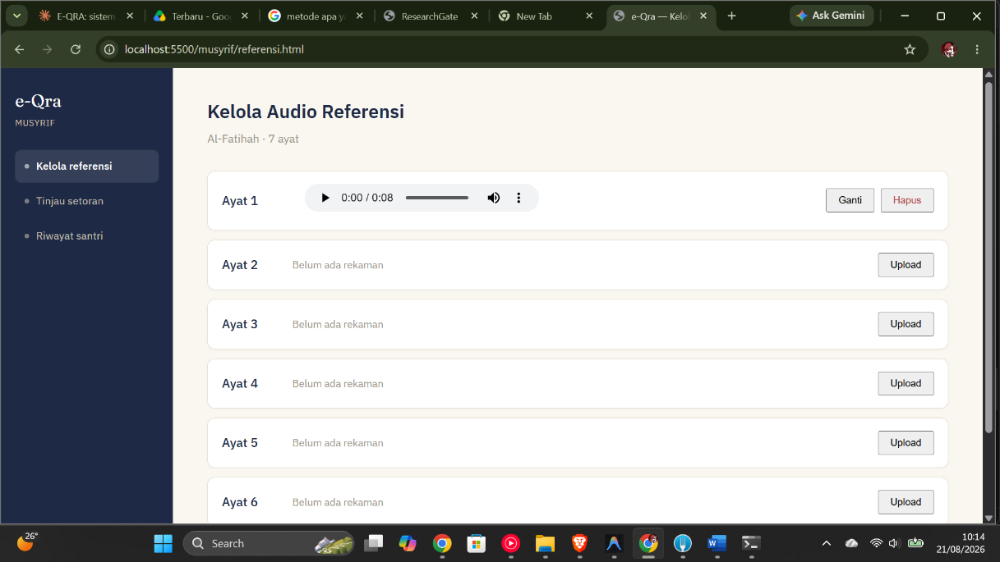 E-QRA: sistem
Terbaru - Goo
metode apa ya
ResearchGate
New Tab
e-Qra — Kelol
Ask Gemini
localhost:5500/musyrif/referensi.html
e-Qra
MUSYRIF
Kelola referensi
Tinjau setoran
Riwayat santri
Kelola Audio Referensi
Al-Fatihah · 7 ayat
Ayat 1
0:00 / 0:08
Ganti
Hapus
Ayat 2
Belum ada rekaman
Upload
Ayat 3
Belum ada rekaman
Upload
Ayat 4
Belum ada rekaman
Upload
Ayat 5
Belum ada rekaman
Upload
Ayat 6
Belum ada rekaman
Upload
26°
Search
10:14
21/08/2026